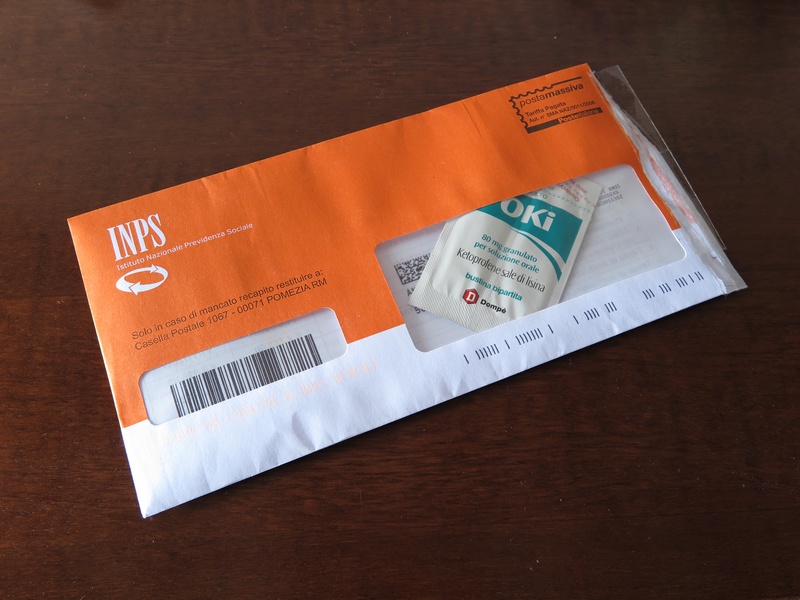 postamassiva
Tariffa Pagata
Posteitaliane
INPS
Istituto Nazionale Previdenza Sociale
Solo in caso di mancato recapito restituire a:
Casella Postale 1067 - 00071 POMEZIA RM
OKi
80 mg granulato
per soluzione orale
Ketoprofene sale di lisina
bustina bipartita
Dompé